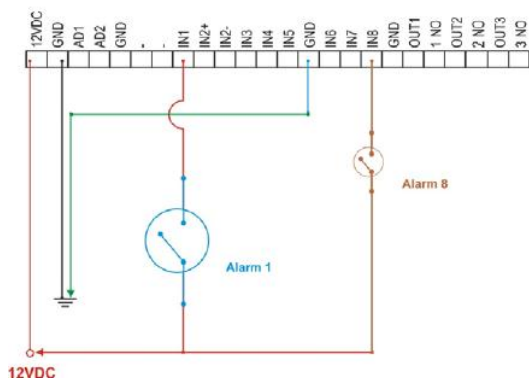 12VDC GND AD1 AD2 GND - - IN1 IN2+ IN2- IN3 IN4 IN5 GND IN6 IN7 IN8 GND OUT1 1 NO OUT2 2 NO OUT3 3 NO
Alarm 8
Alarm 1
12VDC